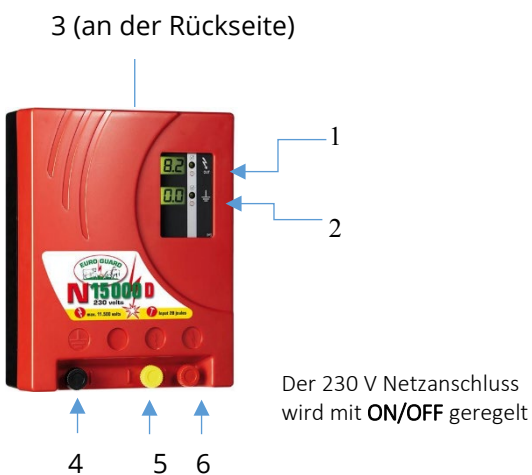 3 (an der Rückseite)
1
8.2
2
0.0
EURO GUARD
N15000 D
230 volts
max. 11.500 volts
Input 20 joules
Der 230 V Netzanschluss
wird mit ON/OFF geregelt
4 5 6